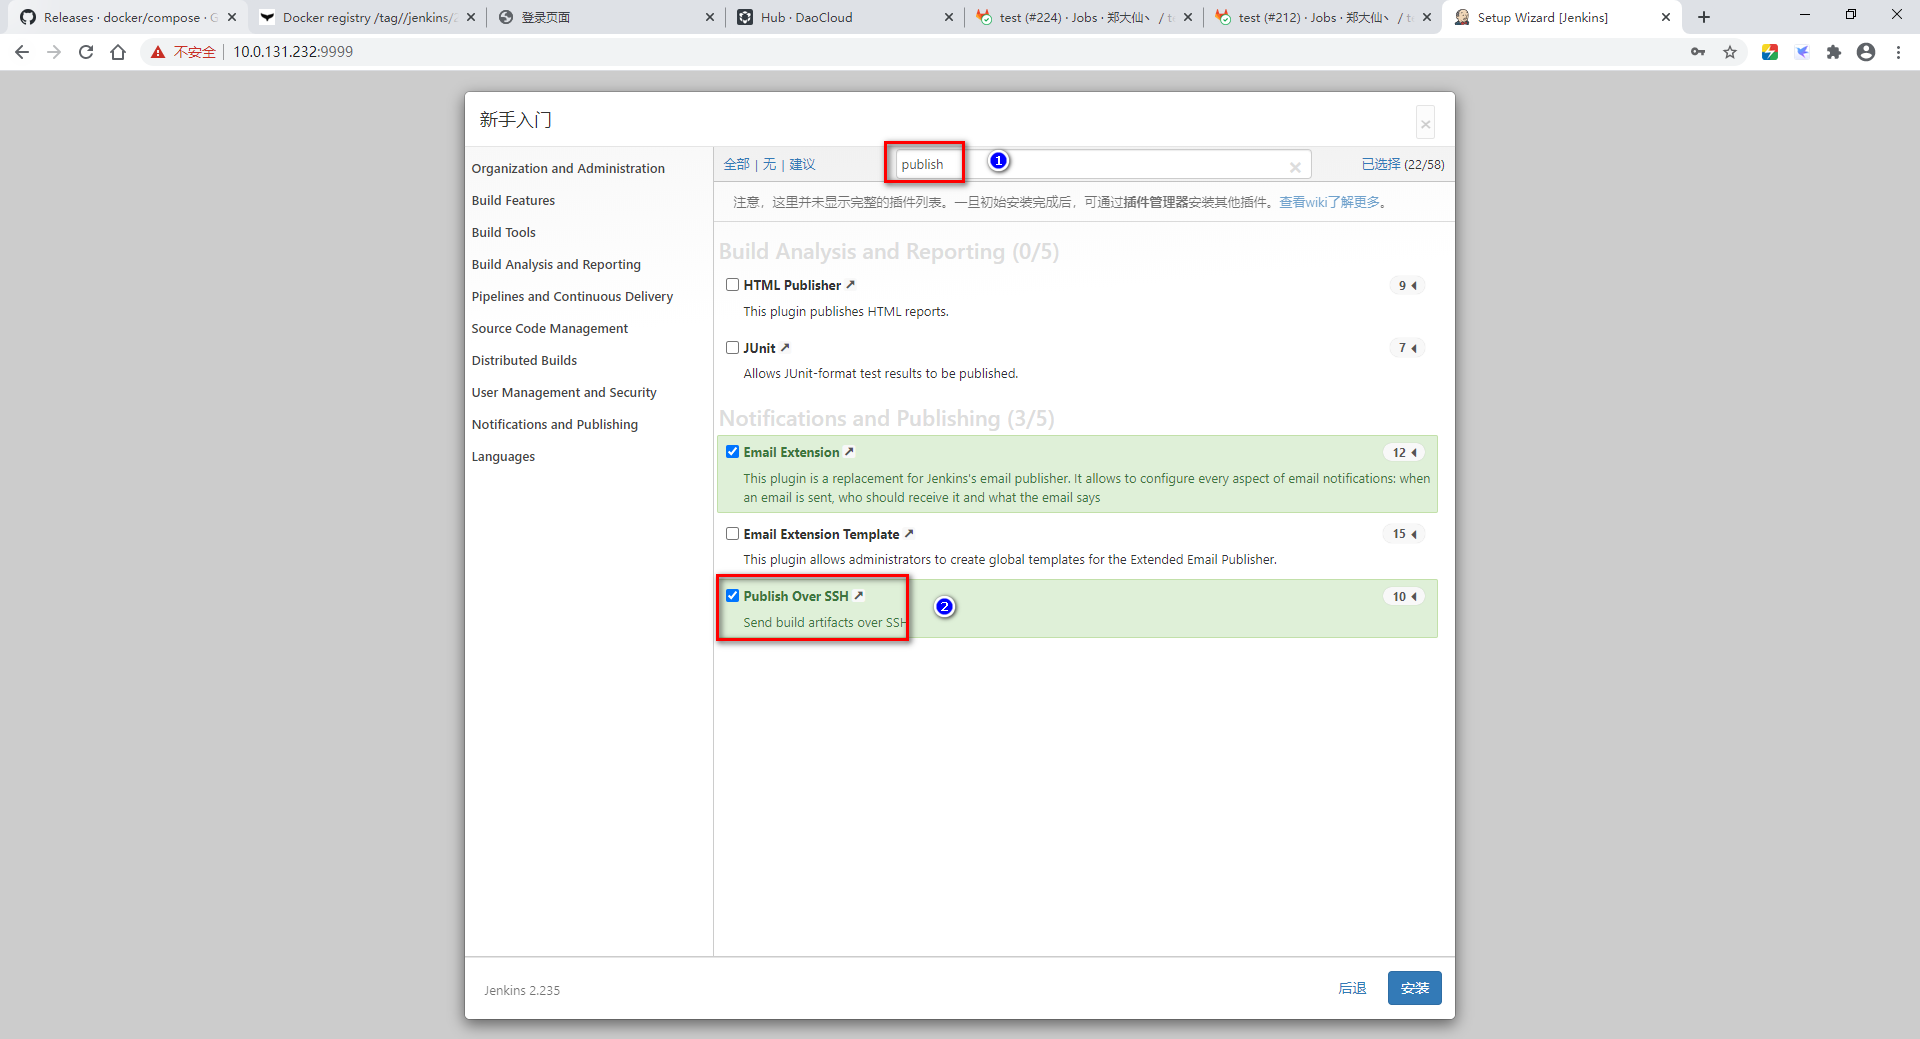 Releases · docker/compose · G
Docker registry /tag//jenkins/
登录页面
Hub · DaoCloud
test (#224) · Jobs · 郑大仙丶 / t
test (#212) · Jobs · 郑大仙丶 / t
Setup Wizard [Jenkins]
不安全 | 10.0.131.232:9999
新手入门
×
Organization and Administration
Build Features
Build Tools
Build Analysis and Reporting
Pipelines and Continuous Delivery
Source Code Management
Distributed Builds
User Management and Security
Notifications and Publishing
Languages
全部 | 无 | 建议
publish
1
已选择 (22/58)
注意，这里并未显示完整的插件列表。一旦初始安装完成后，可通过插件管理器安装其他插件。查看wiki了解更多。
Build Analysis and Reporting (0/5)
HTML Publisher
9
This plugin publishes HTML reports.
JUnit
7
Allows JUnit-format test results to be published.
Notifications and Publishing (3/5)
Email Extension
12
This plugin is a replacement for Jenkins's email publisher. It allows to configure every aspect of email notifications: when
an email is sent, who should receive it and what the email says
Email Extension Template
15
This plugin allows administrators to create global templates for the Extended Email Publisher.
Publish Over SSH
2
10
Send build artifacts over SSH
Jenkins 2.235
后退
安装